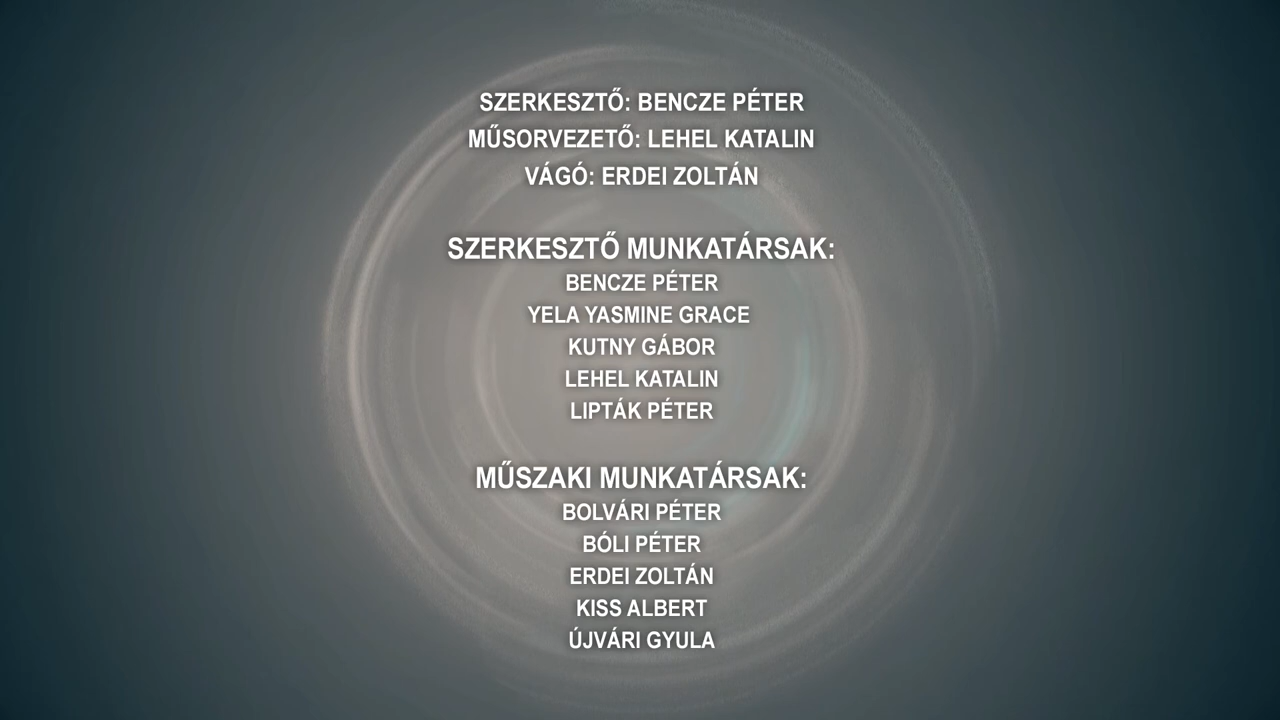 SZERKESZTŐ: BENCZE PÉTER
MŰSORVEZETŐ: LEHEL KATALIN
VÁGÓ: ERDEI ZOLTÁN
SZERKESZTŐ MUNKATÁRSAK:
BENCZE PÉTER
YELA YASMINE GRACE
KUTNY GÁBOR
LEHEL KATALIN
LIPTÁK PÉTER
MŰSZAKI MUNKATÁRSAK:
BOLVÁRI PÉTER
BÓLI PÉTER
ERDEI ZOLTÁN
KISS ALBERT
ÚJVÁRI GYULA